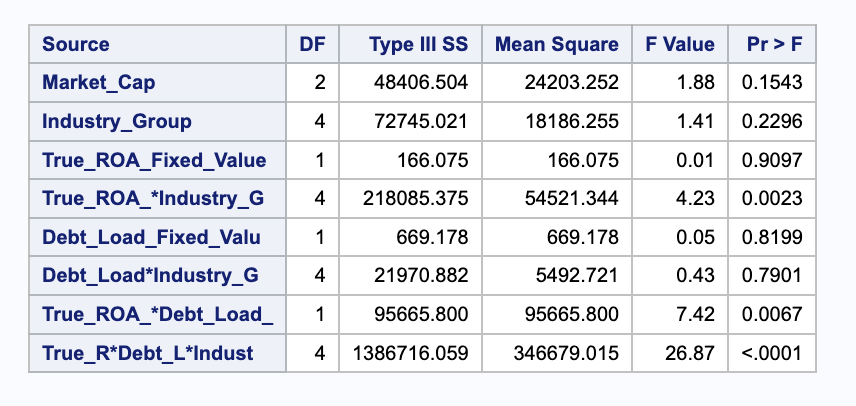 Source DF Type III SS Mean Square F Value Pr > F
Market_Cap 2 48406.504 24203.252 1.88 0.1543
Industry_Group 4 72745.021 18186.255 1.41 0.2296
True_ROA_Fixed_Value 1 166.075 166.075 0.01 0.9097
True_ROA_*Industry_G 4 218085.375 54521.344 4.23 0.0023
Debt_Load_Fixed_Valu 1 669.178 669.178 0.05 0.8199
Debt_Load*Industry_G 4 21970.882 5492.721 0.43 0.7901
True_ROA_*Debt_Load_ 1 95665.800 95665.800 7.42 0.0067
True_R*Debt_L*Indust 4 1386716.059 346679.015 26.87 <.0001